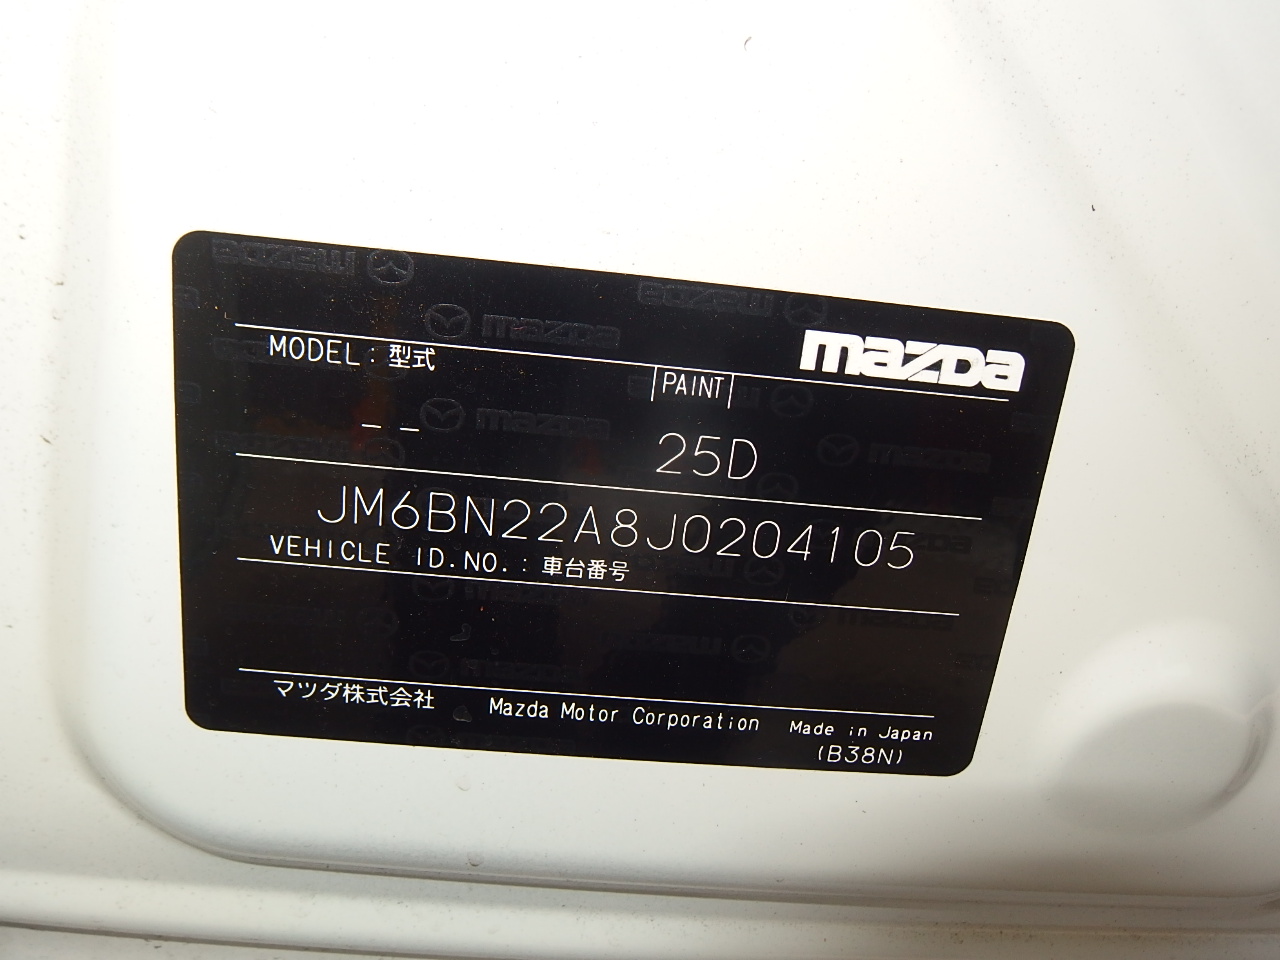 mazda
MODEL : 型式
PAINT
_ _
25D
JM6BN22A8J0204105
VEHICLE ID.NO. : 車台番号
マツダ株式会社 Mazda Motor Corporation Made in Japan
(B38N)